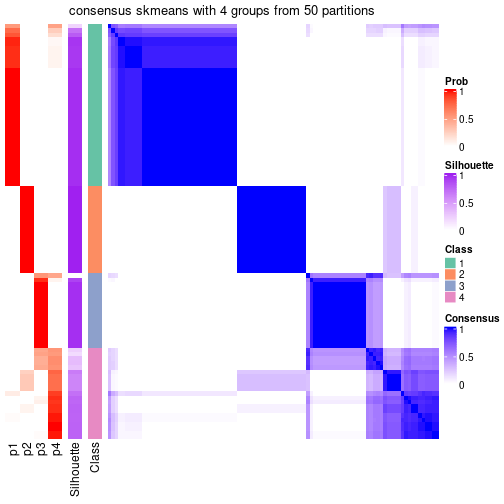 consensus skmeans with 4 groups from 50 partitions
Prob
1
0.5
0
Silhouette
1
0.5
0
Class
1
2
3
4
Consensus
1
0.5
0
p1
p2
p3
p4
Silhouette
Class